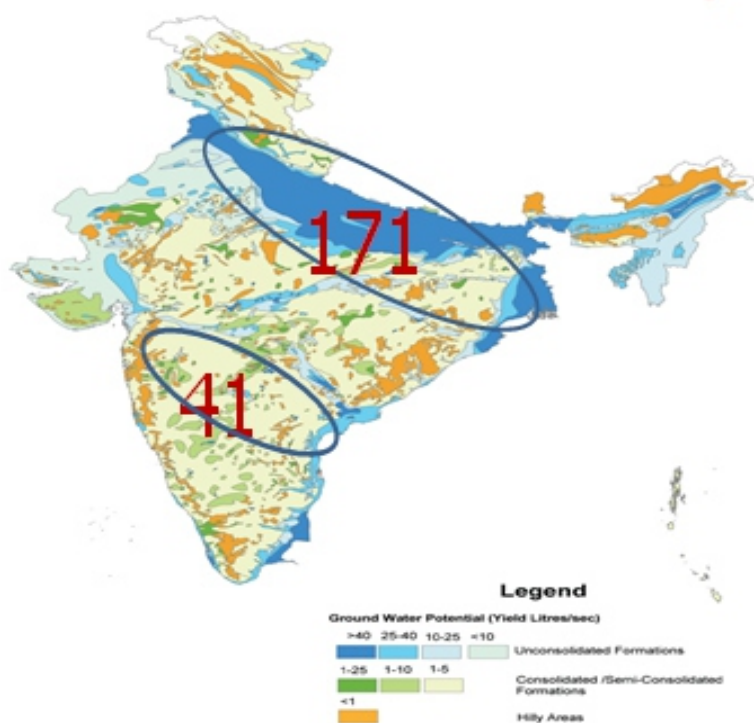 171
41
Legend
Ground Water Potential (Yield Litres/sec)
>40 25-40 10-25 <10
Unconsolidated Formations
1-25 1-10 1-5
Consolidated /Semi-Consolidated
Formations
<1
Hilly Areas